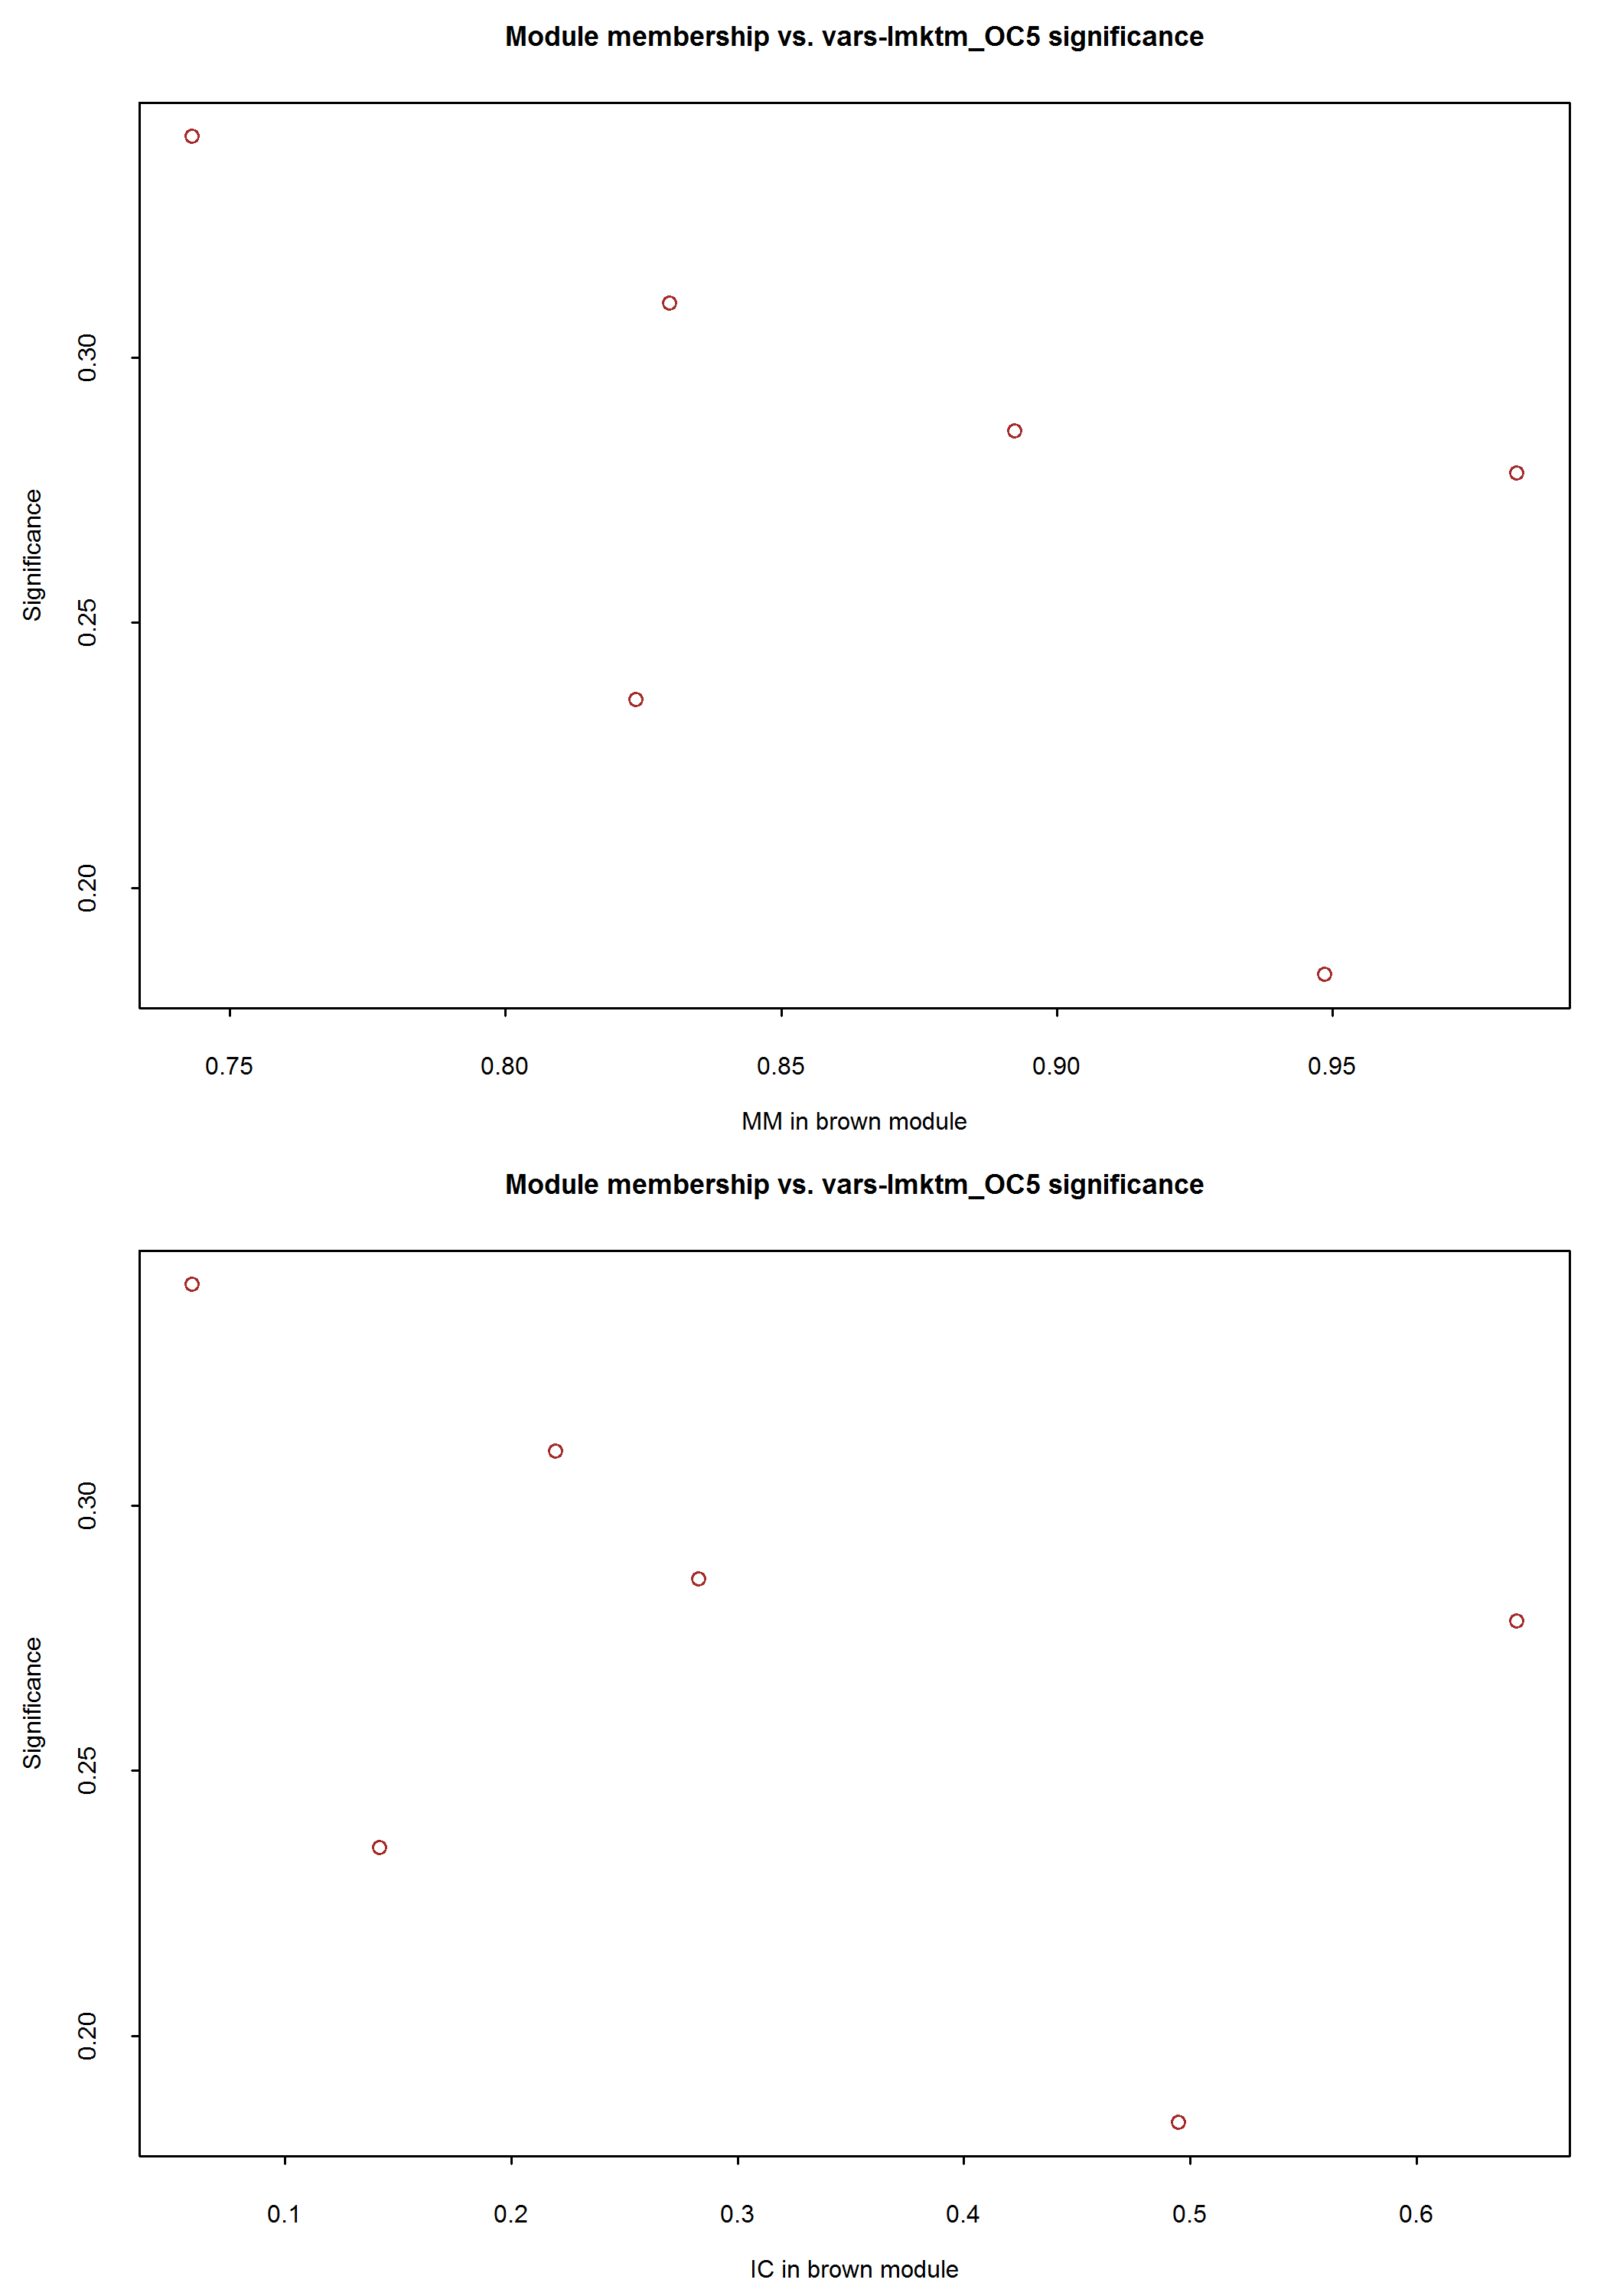 Module membership vs. vars-lmktm_OC5 significance
Significance
0.30
0.25
0.20
0.75 0.80 0.85 0.90 0.95
MM in brown module
Module membership vs. vars-lmktm_OC5 significance
Significance
0.30
0.25
0.20
0.1 0.2 0.3 0.4 0.5 0.6
IC in brown module